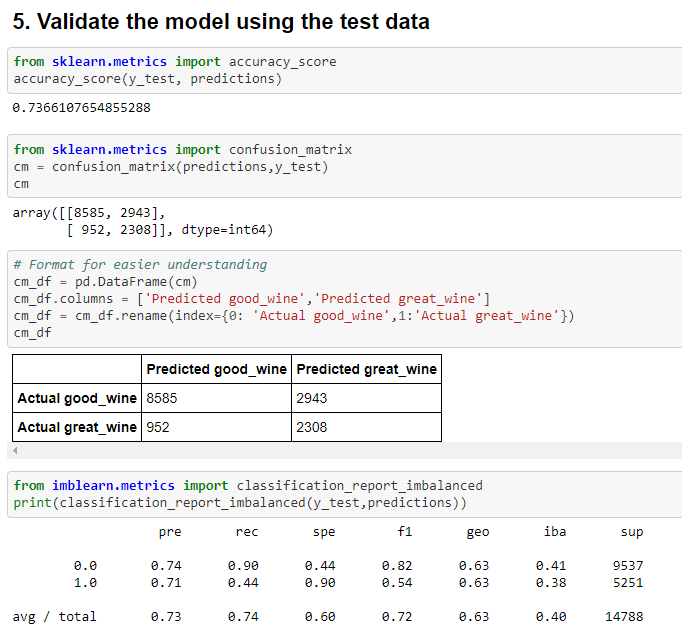 5. Validate the model using the test data
from sklearn.metrics import accuracy_score
accuracy_score(y_test, predictions)
0.7366107654855288
from sklearn.metrics import confusion_matrix
cm = confusion_matrix(predictions,y_test)
cm
array([[8585, 2943],
       [ 952, 2308]], dtype=int64)
# Format for easier understanding
cm_df = pd.DataFrame(cm)
cm_df.columns = ['Predicted good_wine','Predicted great_wine']
cm_df = cm_df.rename(index={0: 'Actual good_wine',1:'Actual great_wine'})
cm_df
Predicted good_wine Predicted great_wine
Actual good_wine 8585 2943
Actual great_wine 952 2308
from imblearn.metrics import classification_report_imbalanced
print(classification_report_imbalanced(y_test,predictions))
pre rec spe f1 geo iba sup
0.0 0.74 0.90 0.44 0.82 0.63 0.41 9537
1.0 0.71 0.44 0.90 0.54 0.63 0.38 5251
avg / total 0.73 0.74 0.60 0.72 0.63 0.40 14788